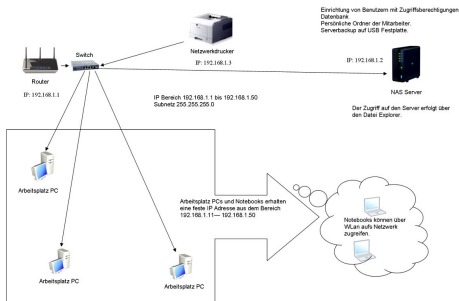 Einrichtung von Benutzern mit Zugriffsberechtigungen
Datenbank
Persönliche Ordner der Mitarbeiter.
Serverbackup auf USB Festplatte.
Switch
Netzwerkdrucker
IP: 192.168.1.3
IP: 192.168.1.2
Router
IP: 192.168.1.1
NAS Server
IP Bereich 192.168.1.1 bis 192.168.1.50
Subnetz 255.255.255.0
Der Zugriff auf den Server erfolgt über
den Datei Explorer.
Arbeitsplatz PC
Arbeitsplatz PCs und Notebooks erhalten
eine feste IP Adresse aus dem Bereich
192.168.1.11— 192.168.1.50
Notebooks können über
WLan aufs Netzwerk
zugreifen.
Arbeitsplatz PC
Arbeitsplatz PC